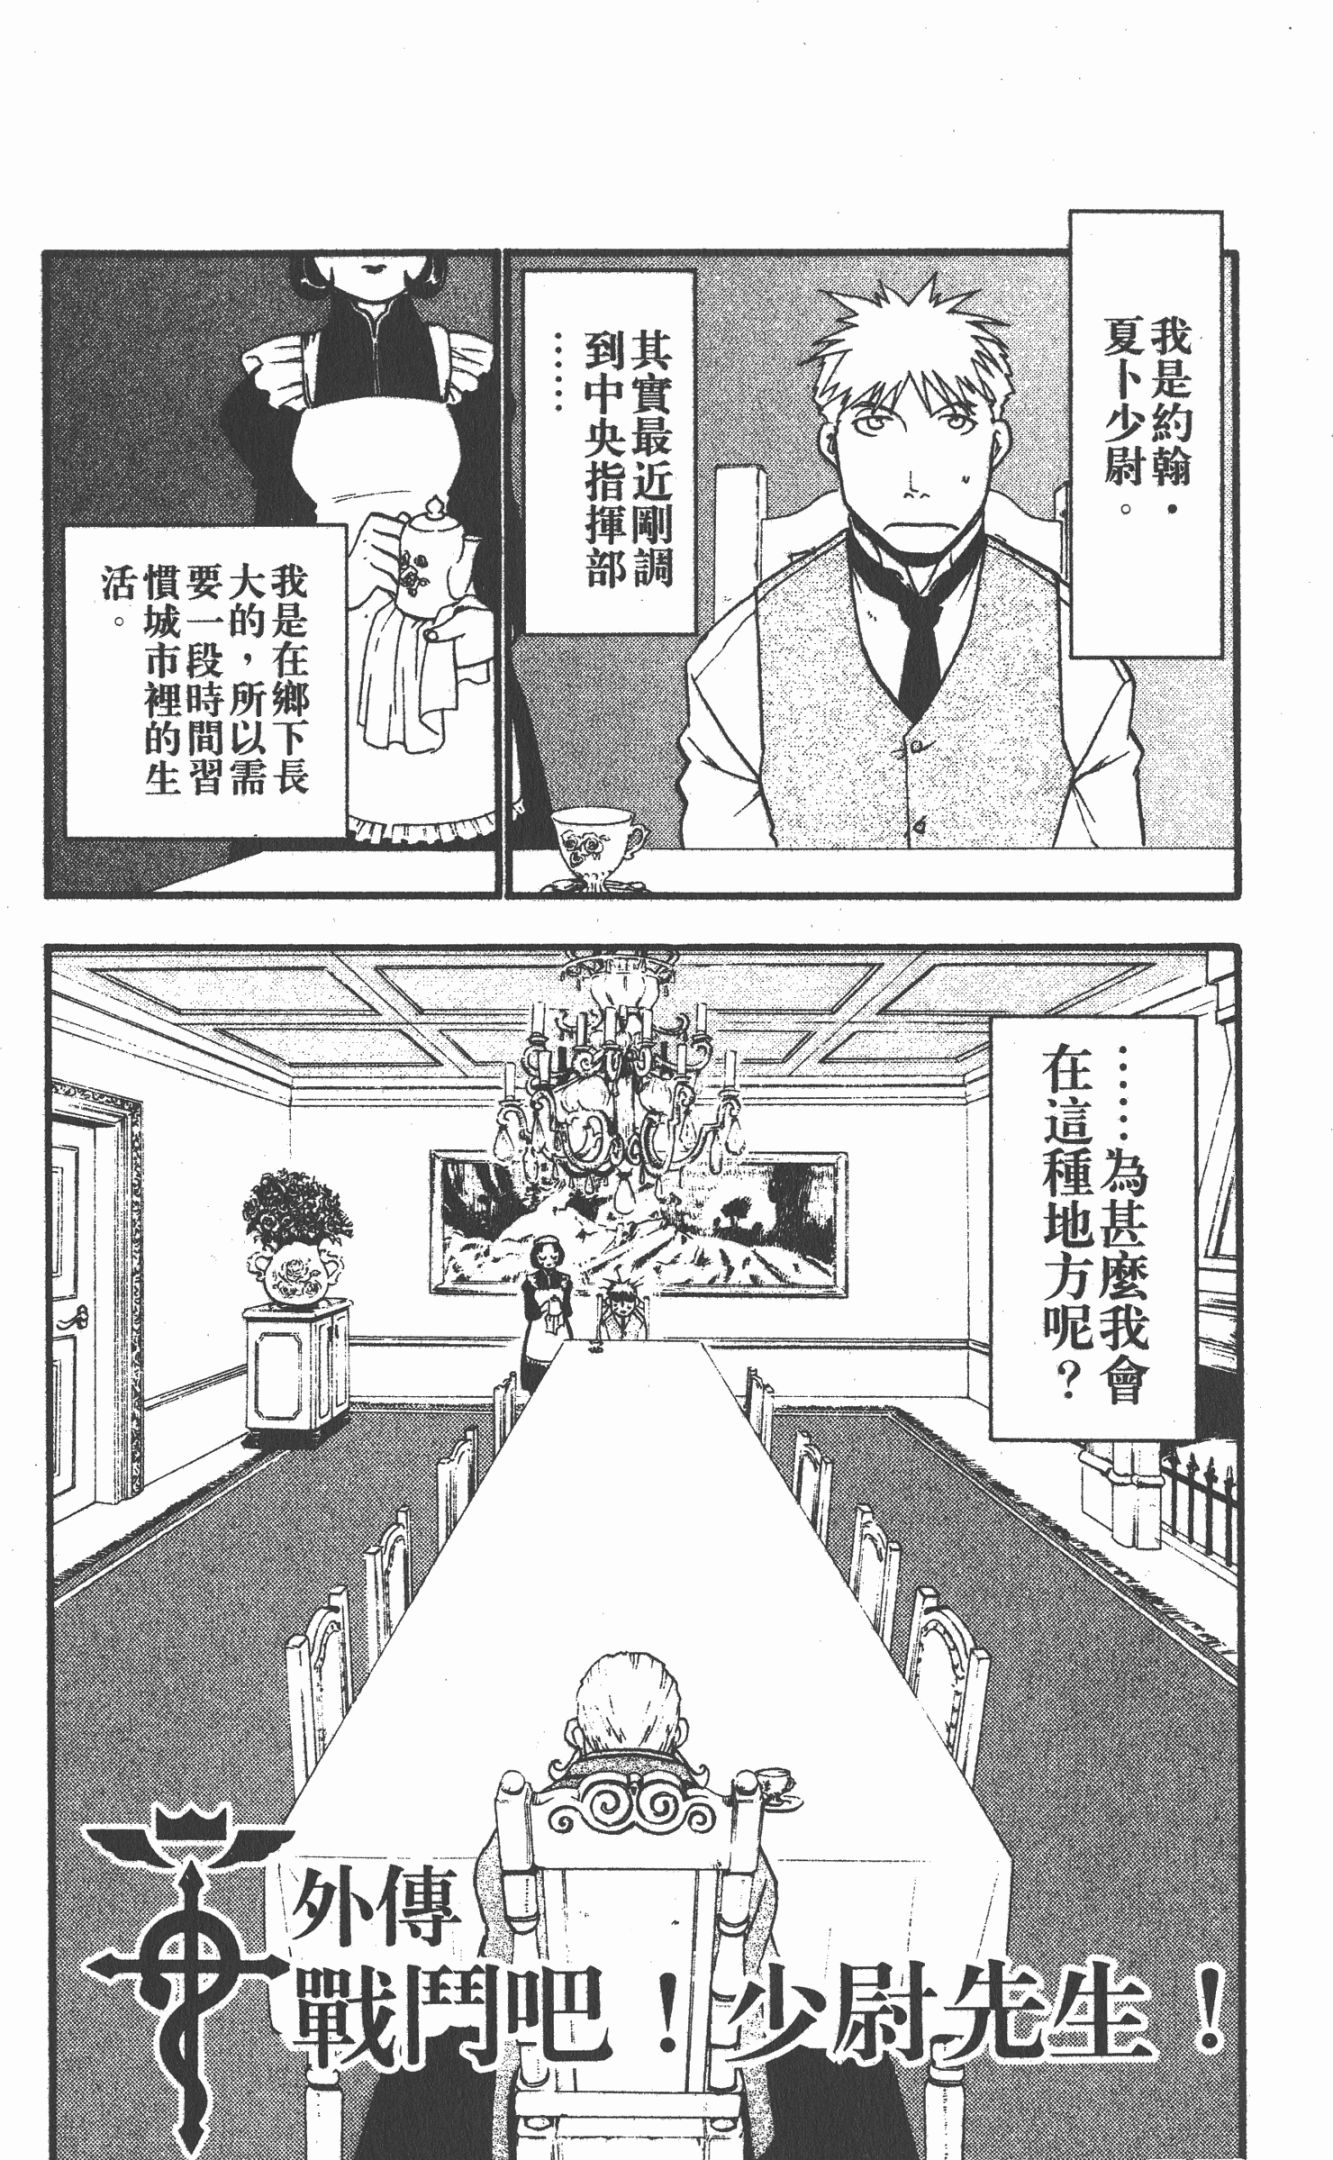 我是約翰・
夏卜少尉。
其實最近剛調
到中央指揮部
……
我是在鄉下長
大的，所以需
要一段時間習
慣城市裡的生
活。
……為甚麼我會
在這種地方呢？
外傳
戰鬥吧！少尉先生！